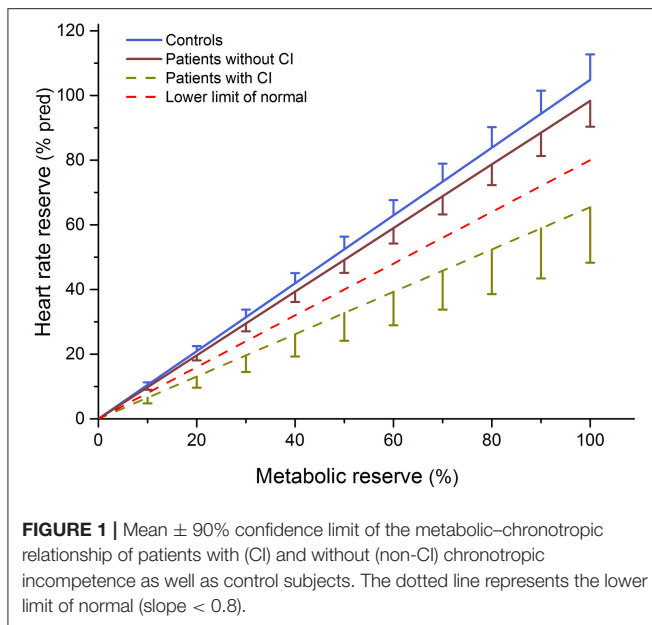 120
100
80
60
40
20
0
Heart rate reserve (% pred)
Controls
Patients without CI
Patients with CI
Lower limit of normal
0 20 40 60 80 100
Metabolic reserve (%)
FIGURE 1 | Mean ± 90% confidence limit of the metabolic–chronotropic
relationship of patients with (CI) and without (non-CI) chronotropic
incompetence as well as control subjects. The dotted line represents the lower
limit of normal (slope < 0.8).